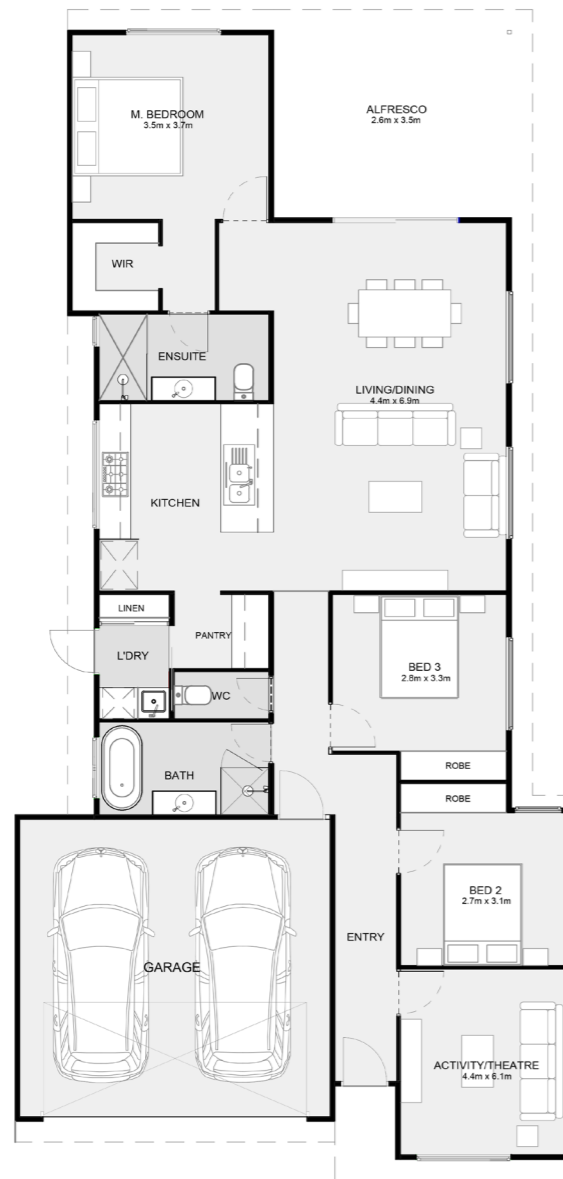 M. BEDROOM
3.5m x 3.7m
ALFRESCO
2.6m x 3.5m
WIR
ENSUITE
LIVING/DINING
4.4m x 6.9m
KITCHEN
LINEN
PANTRY
L'DRY
BED 3
2.8m x 3.3m
WC
ROBE
BATH
ROBE
BED 2
2.7m x 3.1m
ENTRY
GARAGE
ACTIVITY/THEATRE
4.4m x 6.1m